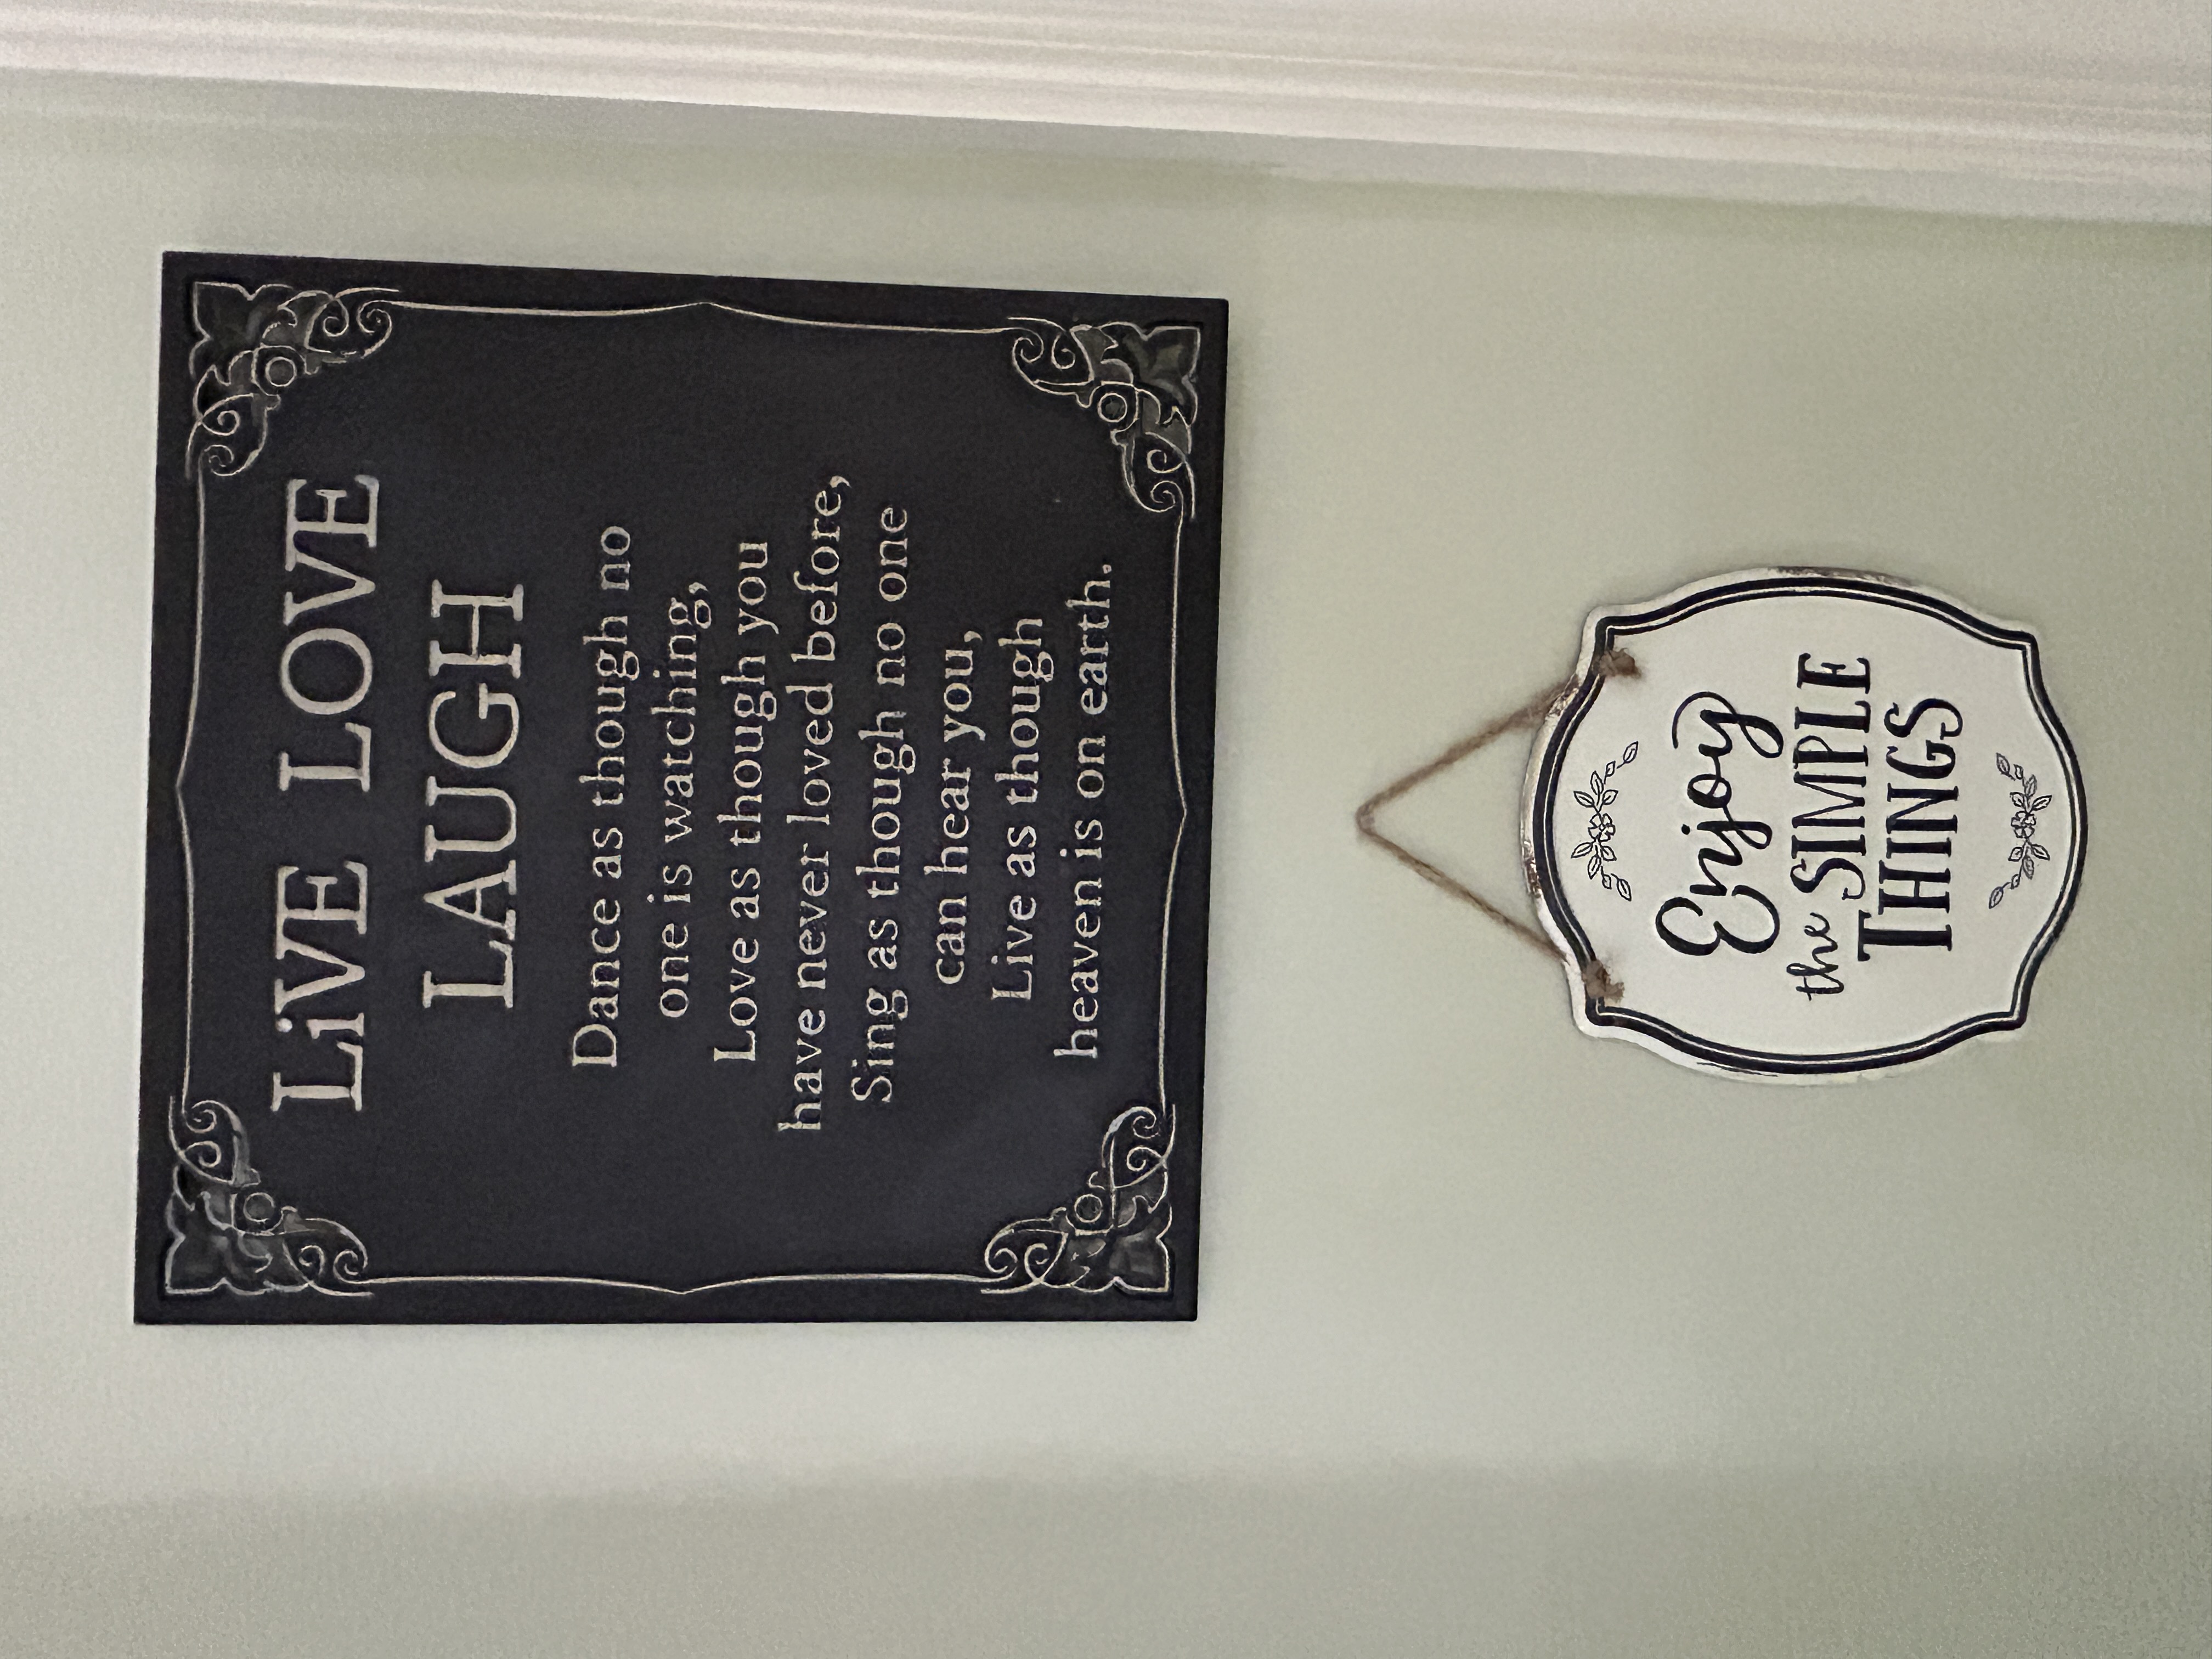 LiVE LOVE
LAUGH
Dance as though no
one is watching,
Love as though you
have never loved before,
Sing as though no one
can hear you,
Live as though
heaven is on earth.
Enjoy
the SIMPLE
THINGS